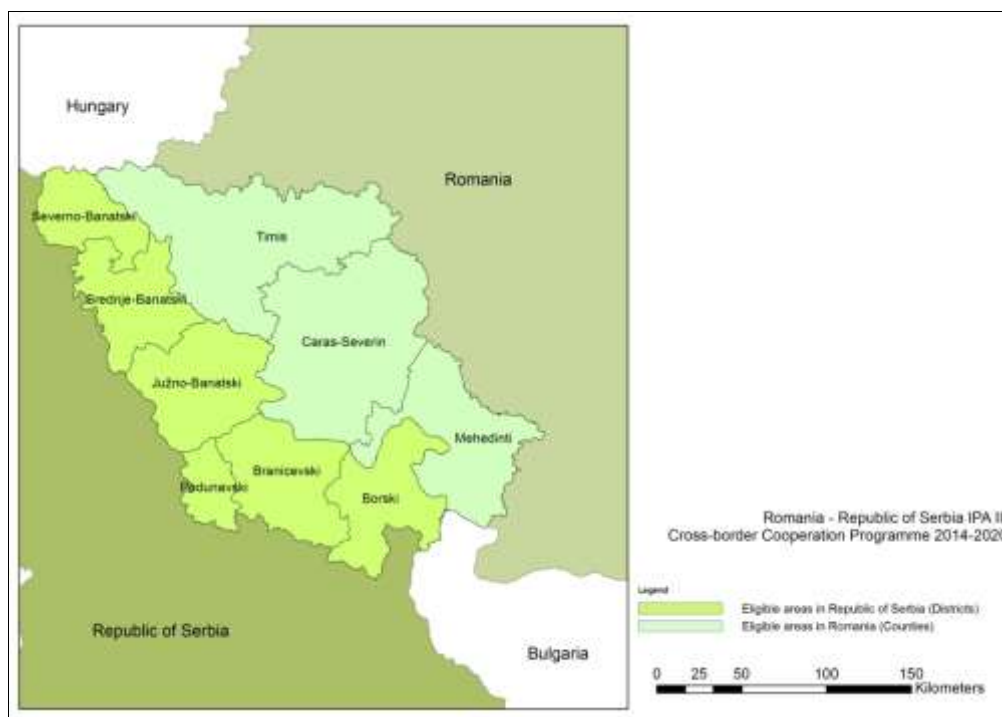 Hungary
Romania
Severno-Banatski
Timis
Srednje-Banatski
Caras-Severin
Južno-Banatski
Mehedinti
Branicevski
Podunavski
Borski
Romania - Republic of Serbia IPA II
Cross-border Cooperation Programme 2014-2020
Legend
Eligible areas in Republic of Serbia (Districts)
Eligible areas in Romania (Counties)
Republic of Serbia
Bulgaria
0 25 50 100 150
Kilometers